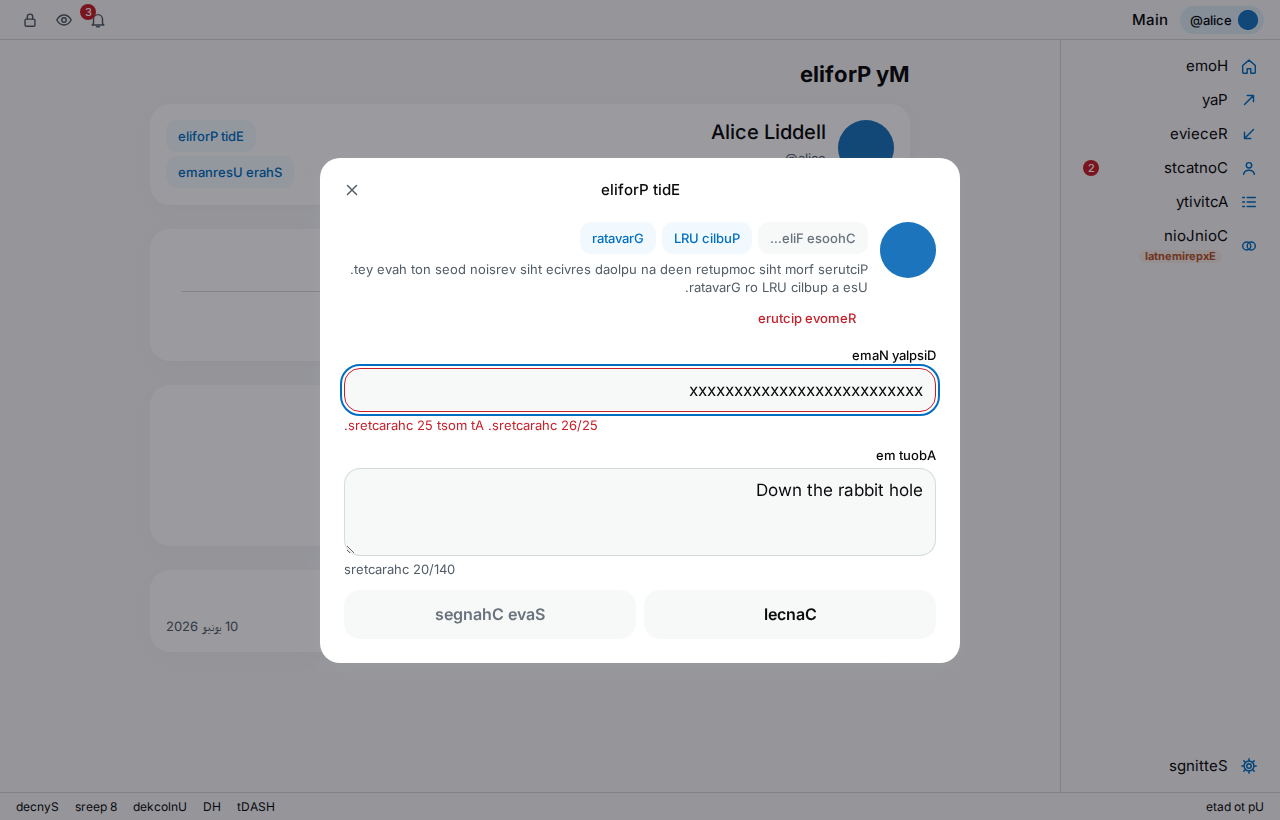 3
Main
@alice
Hoмe
yaP
evieceR
stcatnoC
2
ytivitcA
nioJnioC
latnemirepxE
sgnitteS
eliforP yM
Alice Liddell
@alice
eliforP tidE
emanresU erahS
10 يونيو 2026
eliforP tidE
...eliF esoohC
LRU cilbuP
ratavarG
.tey evah ton seod noisrev siht secived daolpu na deen retupmoc siht morf serutciP
.ratavarG ro LRU cilbup a esU
erutcip evomeR
emaN yalpsiD
xxxxxxxxxxxxxxxxxxxxxxxxxx
.sretcarahc 25 tsom tA .sretcarahc 26/25
em tuobA
Down the rabbit hole
sretcarahc 20/140
segnahC evaS
lecnaC
decnyS
sreep 8
dekcolnU
DH
tDASH
etad ot pU